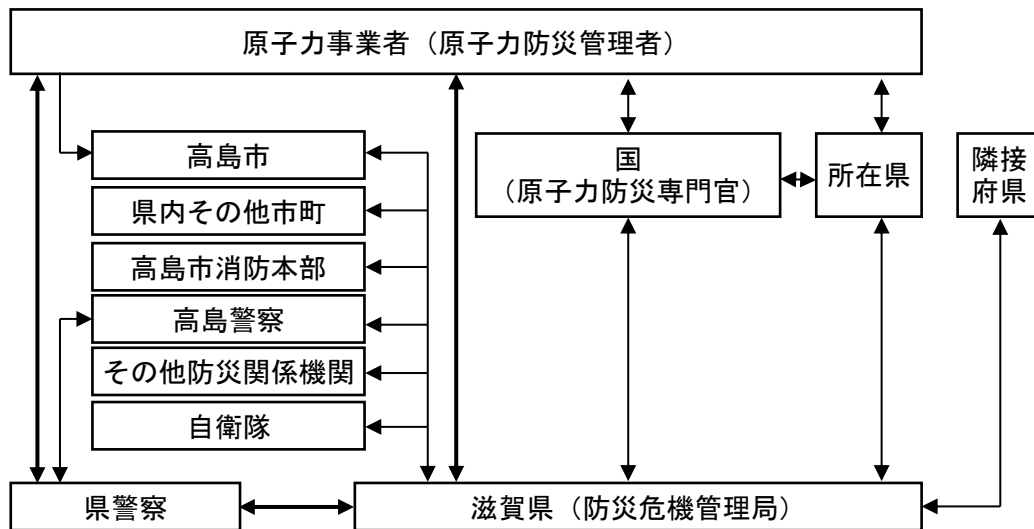 原子力事業者（原子力防災管理者）
高島市
県内その他市町
高島市消防本部
高島警察
その他防災関係機関
自衛隊
国
（原子力防災専門官）
所在県
隣接
府県
県警察
滋賀県（防災危機管理局）